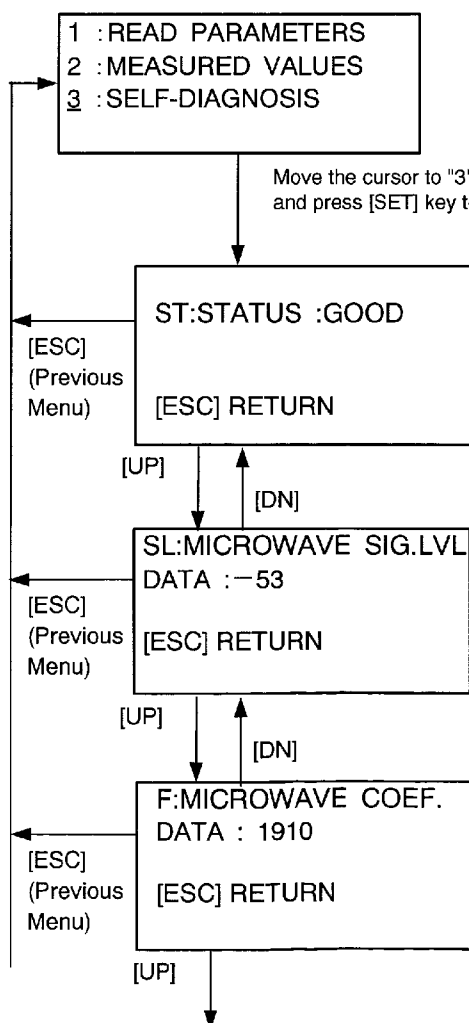 1 :READ PARAMETERS
2 :MEASURED VALUES
3 :SELF-DIAGNOSIS
Move the cursor to "3"
and press [SET] key
ST:STATUS :GOOD
[ESC] RETURN
[ESC]
(Previous
Menu)
[UP]
[DN]
SL:MICROWAVE SIG.LVL
DATA :−53
[ESC] RETURN
[ESC]
(Previous
Menu)
[UP]
[DN]
F:MICROWAVE COEF.
DATA : 1910
[ESC] RETURN
[ESC]
(Previous
Menu)
[UP]